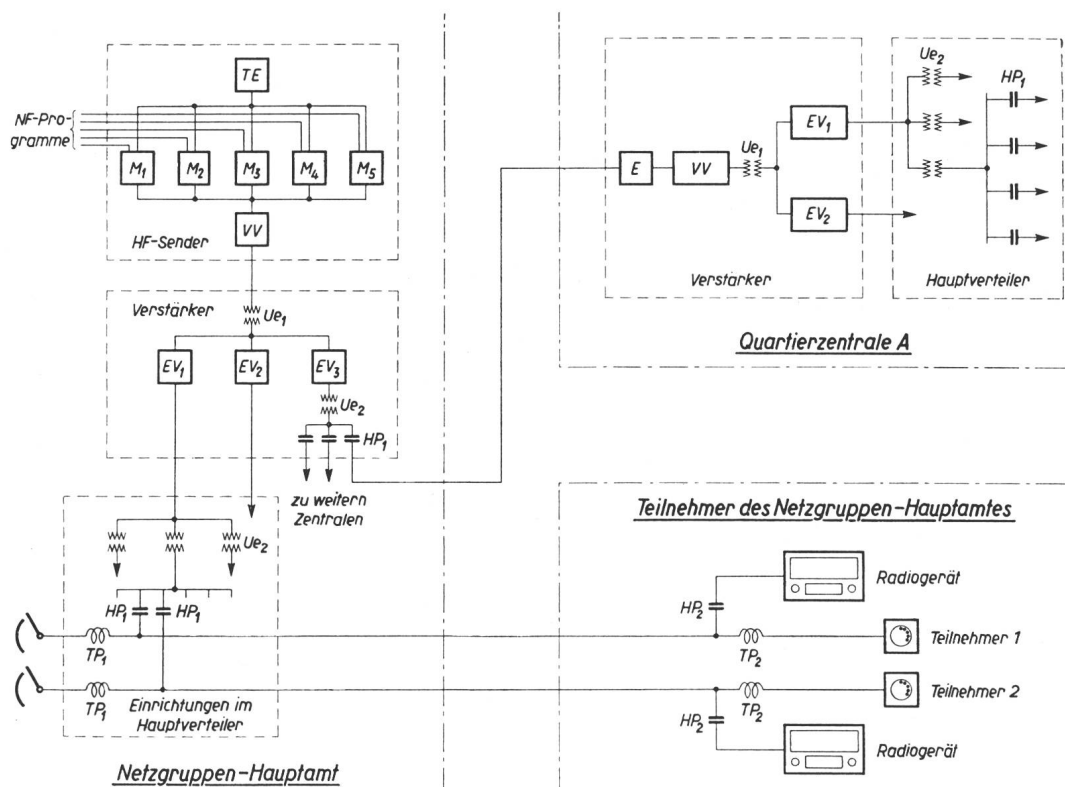 TE
NF-Pro-
gramme
M1 M2 M3 M4 M5
VV
HF-Sender
Verstärker
Ue1
EV1 EV2 EV3
Ue2
HP1
zu weitern
Zentralen
Ue2
HP1 HP1
TP1
TP1
Einrichtungen im
Hauptverteiler
Netzgruppen-Hauptamt
E VV Ue1 EV1
EV2
Verstärker
Ue2
HP1
Hauptverteiler
Quartierzentrale A
Teilnehmer des Netzgruppen-Hauptamtes
Radiogerät
HP2
TP2
Teilnehmer 1
TP2
Teilnehmer 2
HP2
Radiogerät